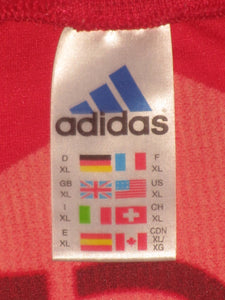 adidas
D F
XL XL
GB US
XL XL
I CH
XL XL
E CDN
XL XL/
XG